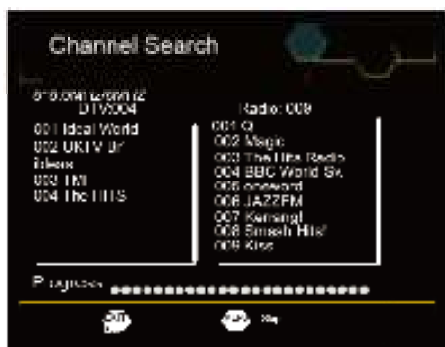 Channel Search
DTV:004
001 Ideal World
002 UKTV Br
ideas
003 TMF
004 The HITS
Radio: 009
001 Q
002 Magic
003 The Hits Radio
004 BBC World Sv.
005 oneword
006 JAZZFM
007 Kerrang!
008 Smash Hits!
009 Kiss
Progress